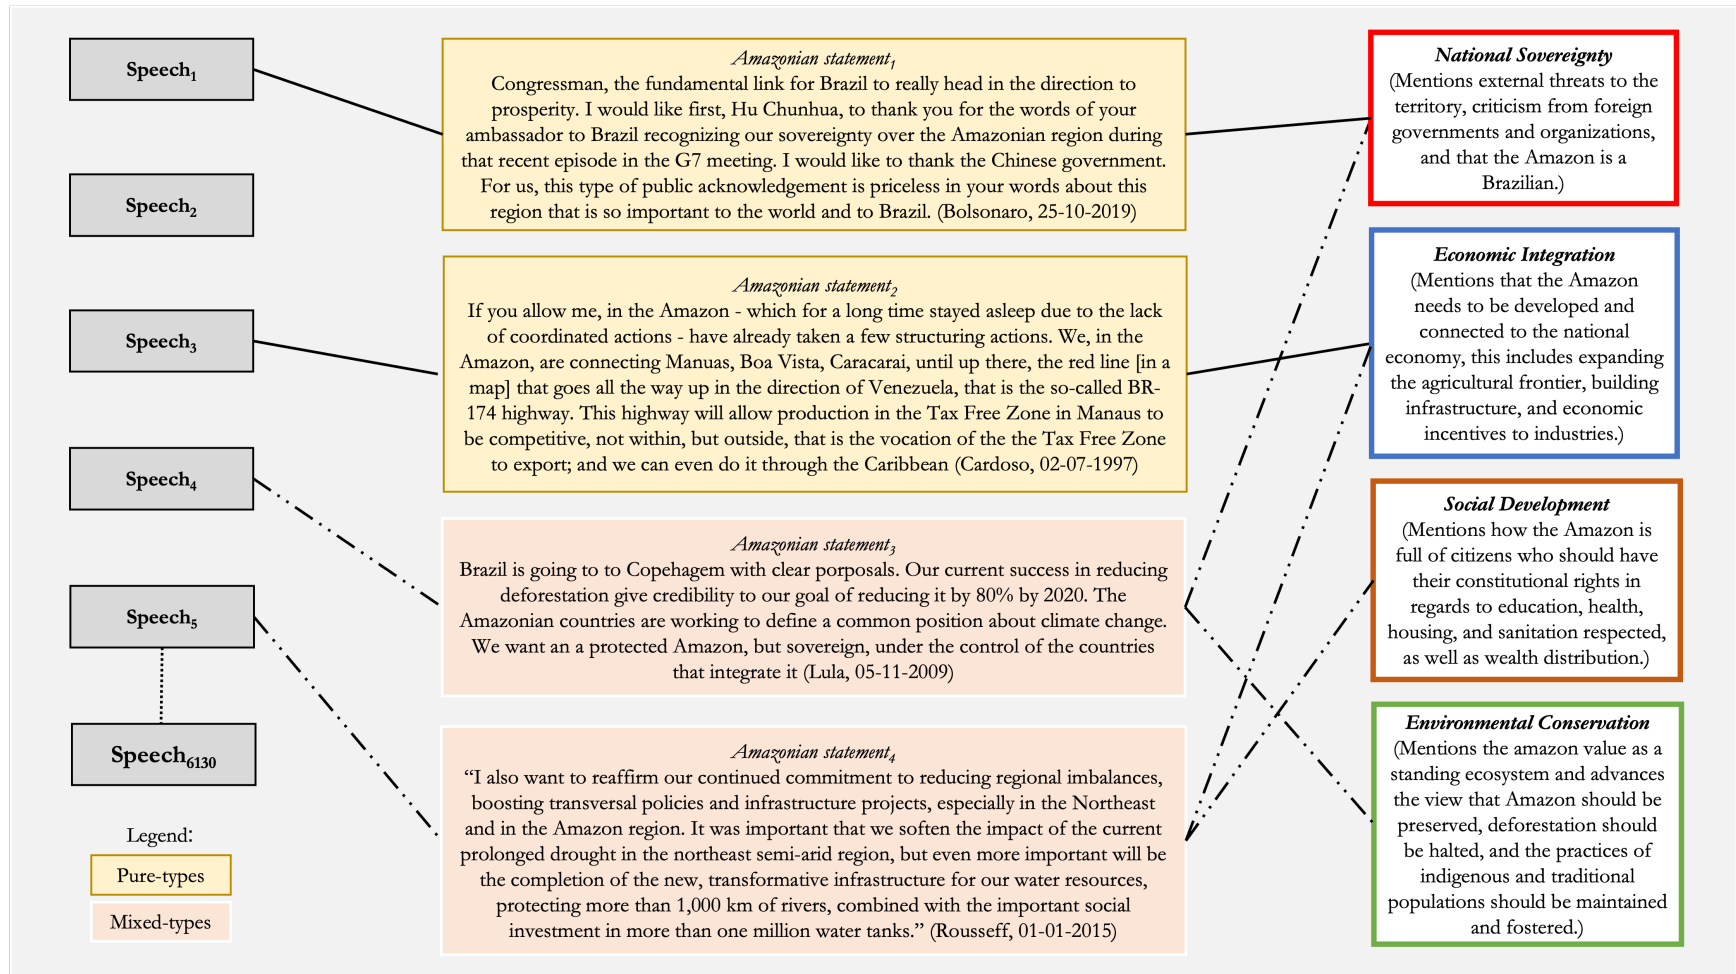 Speech1
Speech2
Speech3
Speech4
Speech5
Speech6130
Legend:
Pure-types
Mixed-types
Amazonian statement1
Congressman, the fundamental link for Brazil to really head in the direction to
prosperity. I would like first, Hu Chunhua, to thank you for the words of your
ambassador to Brazil recognizing our sovereignty over the Amazonian region during
that recent episode in the G7 meeting. I would like to thank the Chinese government.
For us, this type of public acknowledgement is priceless in your words about this
region that is so important to the world and to Brazil. (Bolsonaro, 25-10-2019)
Amazonian statement2
If you allow me, in the Amazon - which for a long time stayed asleep due to the lack
of coordinated actions - have already taken a few structuring actions. We, in the
Amazon, are connecting Manuas, Boa Vista, Caracarai, until up there, the red line [in a
map] that goes all the way up in the direction of Venezuela, that is the so-called BR-
174 highway. This highway will allow production in the Tax Free Zone in Manaus to
be competitive, not within, but outside, that is the vocation of the the Tax Free Zone
to export; and we can even do it through the Caribbean (Cardoso, 02-07-1997)
Amazonian statement3
Brazil is going to to Copehagem with clear porposals. Our current success in reducing
deforestation give credibility to our goal of reducing it by 80% by 2020. The
Amazonian countries are working to define a common position about climate change.
We want an a protected Amazon, but sovereign, under the control of the countries
that integrate it (Lula, 05-11-2009)
Amazonian statement4
“I also want to reaffirm our continued commitment to reducing regional imbalances,
boosting transversal policies and infrastructure projects, especially in the Northeast
and in the Amazon region. It was important that we soften the impact of the current
prolonged drought in the northeast semi-arid region, but even more important will be
the completion of the new, transformative infrastructure for our water resources,
protecting more than 1,000 km of rivers, combined with the important social
investment in more than one million water tanks.” (Rousseff, 01-01-2015)
National Sovereignty
(Mentions external threats to the
territory, criticism from foreign
governments and organizations,
and that the Amazon is a
Brazilian.)
Economic Integration
(Mentions that the Amazon
needs to be developed and
connected to the national
economy, this includes expanding
the agricultural frontier, building
infrastructure, and economic
incentives to industries.)
Social Development
(Mentions how the Amazon is
full of citizens who should have
their constitutional rights in
regards to education, health,
housing, and sanitation respected,
as well as wealth distribution.)
Environmental Conservation
(Mentions the amazon value as a
standing ecosystem and advances
the view that Amazon should be
preserved, deforestation should
be halted, and the practices of
indigenous and traditional
populations should be maintained
and fostered.)